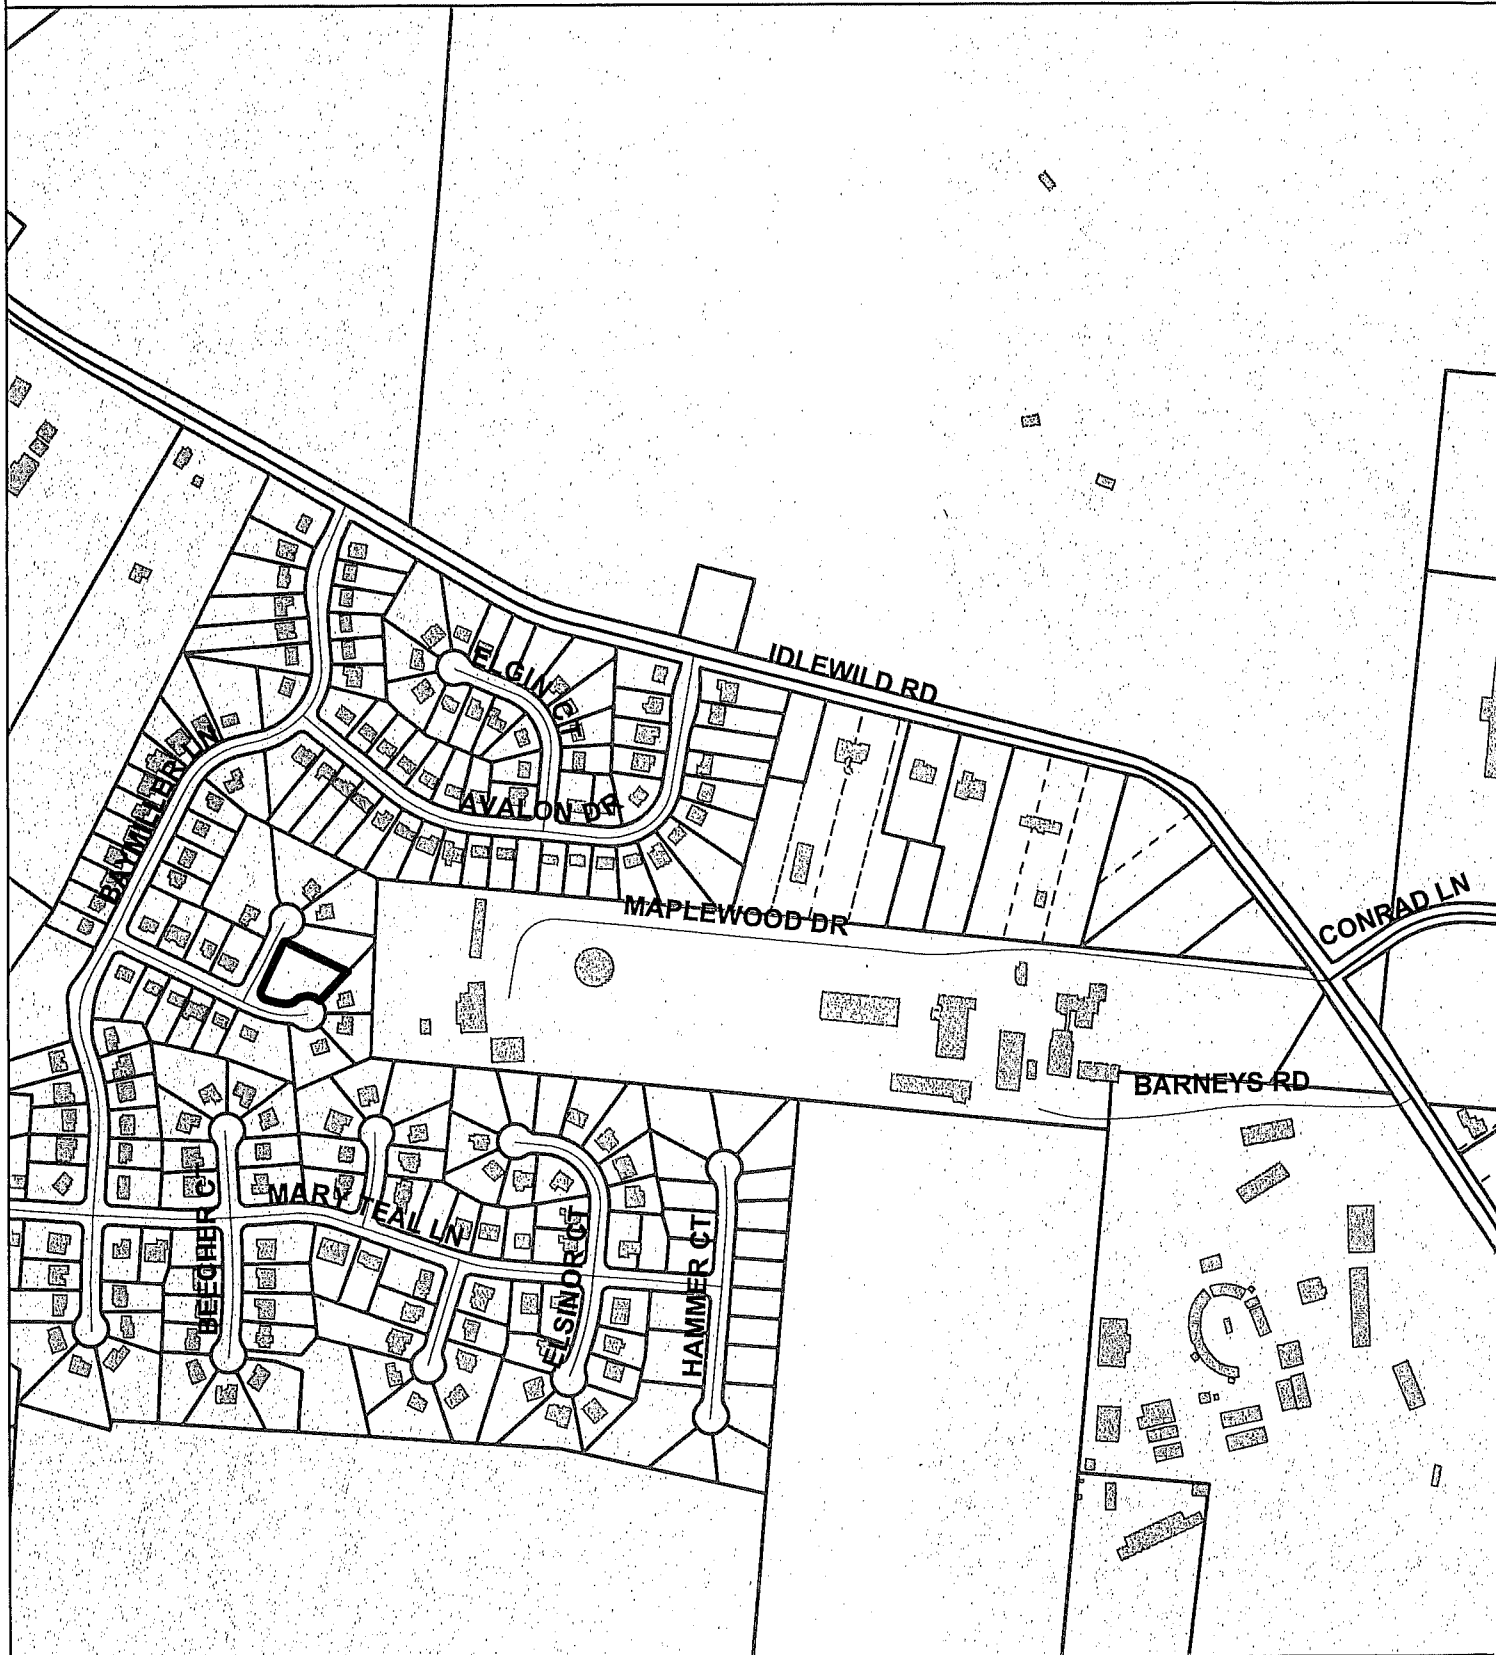 IDLEWILD RD
ELGIN CT
BAYMILLER LN
AVALON DR
MAPLEWOOD DR
CONRAD LN
BARNEYS RD
BEECHER CT
MARY TEAL LN
ELSINOR CT
HAMMER CT